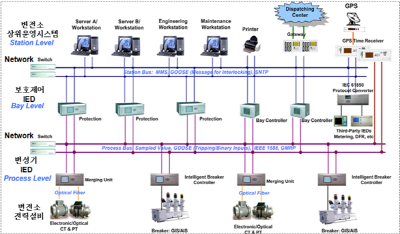 Server A/
Workstation
Server B/
Workstation
Engineering
Workstation
Maintenance
Workstation
Printer
Dispatching
Center
Gateway
GPS
GPS Time Receiver
변전소
상위운영시스템
Station Level
Network
Switch
Station Bus: MMS, GOOSE (Message for Interlocking), SNTP
보호제어
IED
Bay Level
Protection
Protection
Protection
Bay Controller
Bay Controller
IEC 61850
Protocol Converter
Third-Party IEDs
Metering, DFR, etc
Network
Switch
Process Bus: Sampled Value, GOOSE (Tripping/Binary Inputs), IEEE 1588, GMRP
변성기
IED
Process Level
Merging Unit
Intelligent Breaker
Controller
Merging Unit
Intelligent Breaker
Controller
Optical Fiber
Optical Fiber
변전소
전력설비
Electronic/Optical
CT & PT
Breaker: GIS/AIS
Electronic/Optical
CT & PT
Breaker: GIS/AIS